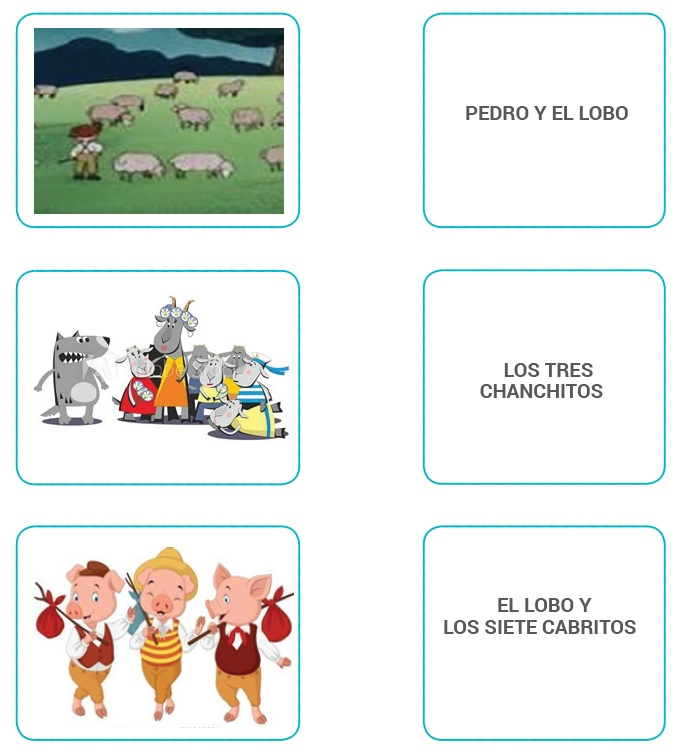 PEDRO Y EL LOBO
LOS TRES
CHANCHITOS
EL LOBO Y
LOS SIETE CABRITOS